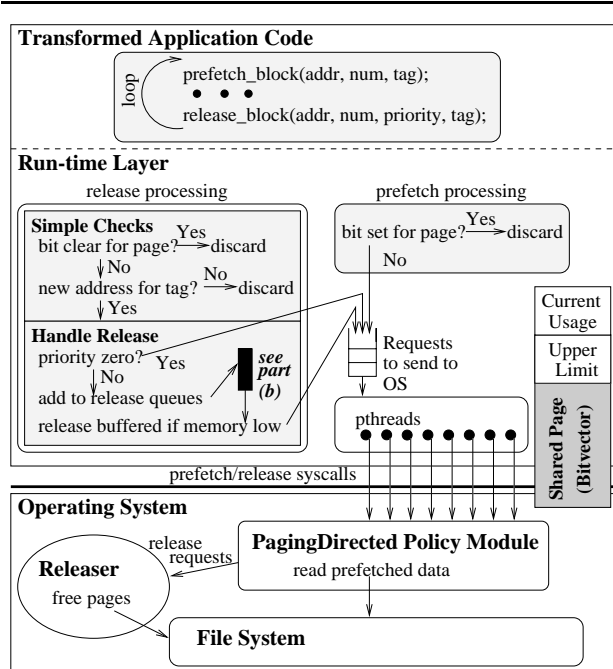 Transformed Application Code
loop
prefetch_block(addr, num, tag);
release_block(addr, num, priority, tag);
Run-time Layer
release processing
Simple Checks
bit clear for page?
Yes
discard
No
new address for tag?
No
discard
Yes
Handle Release
priority zero?
Yes
No
add to release queues
see
part
(b)
release buffered if memory low
prefetch processing
bit set for page?
Yes
discard
No
Requests
to send to
OS
pthreads
Current
Usage
Upper
Limit
Shared Page
(Bitvector)
prefetch/release syscalls
Operating System
PagingDirected Policy Module
read prefetched data
release
requests
Releaser
free pages
File System